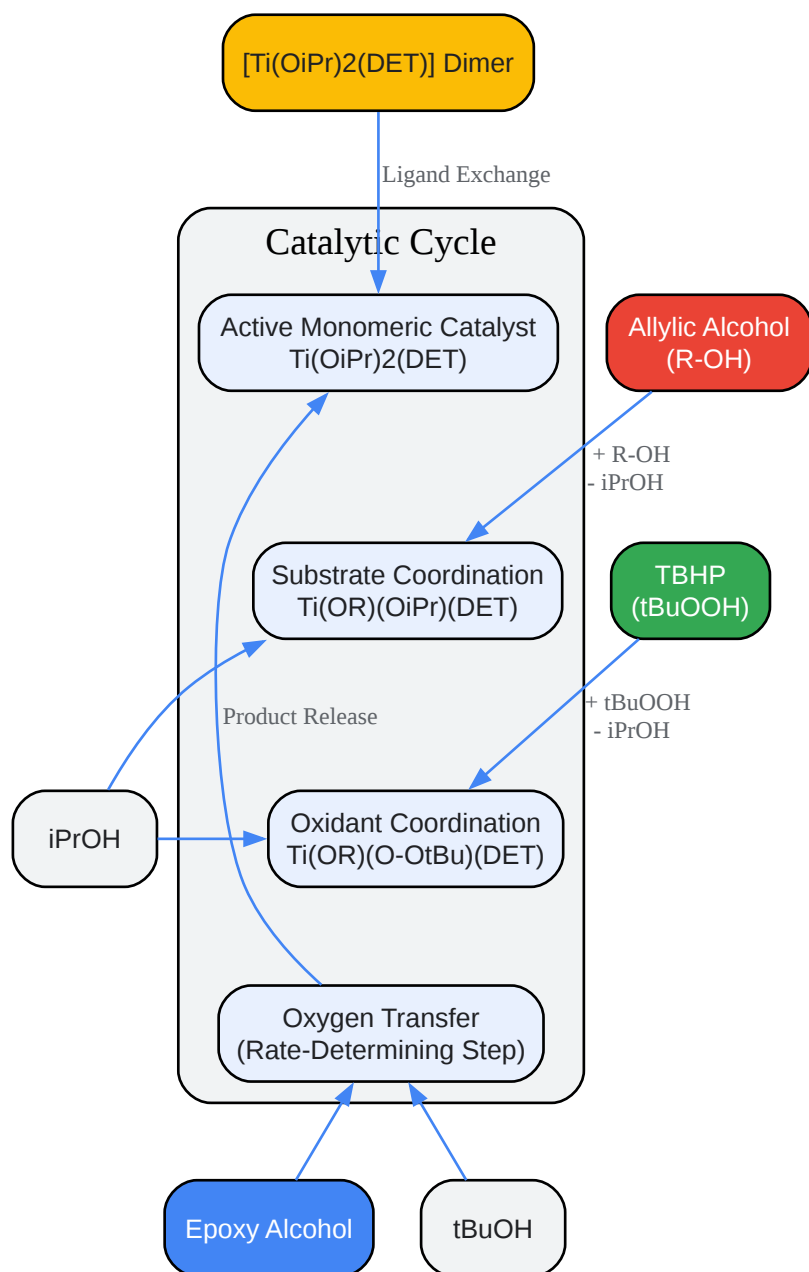 [Ti(OiPr)2(DET)] Dimer
Ligand Exchange
Catalytic Cycle
Active Monomeric Catalyst
Ti(OiPr)2(DET)
Allylic Alcohol
(R-OH)
+ R-OH
- iPrOH
Substrate Coordination
Ti(OR)(OiPr)(DET)
TBHP
(tBuOOH)
Product Release
+ tBuOOH
- iPrOH
iPrOH
Oxidant Coordination
Ti(OR)(O-OtBu)(DET)
Oxygen Transfer
(Rate-Determining Step)
Epoxy Alcohol
tBuOH